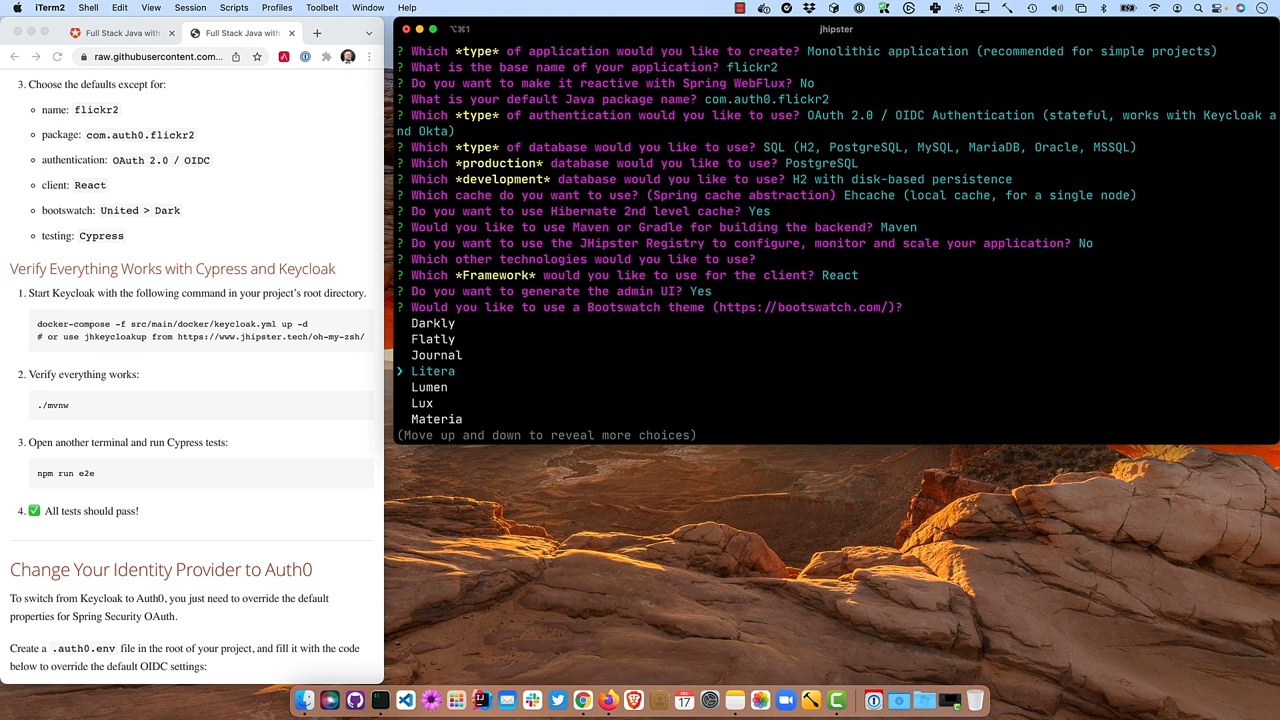 iTerm2 Shell Edit View Session Scripts Profiles Toolbelt Window Help
Full Stack Java with
Full Stack Java with
raw.githubusercontent.com...
3. Choose the defaults except for:
name: flickr2
package: com.auth0.flickr2
authentication: OAuth 2.0 / OIDC
client: React
bootswatch: United > Dark
testing: Cypress
Verify Everything Works with Cypress and Keycloak
1. Start Keycloak with the following command in your project's root directory.
docker-compose -f src/main/docker/keycloak.yml up -d
# or use jhkeycloakup from https://www.jhipster.tech/oh-my-zsh/
2. Verify everything works:
./mvnw
3. Open another terminal and run Cypress tests:
npm run e2e
4. ✅ All tests should pass!
Change Your Identity Provider to Auth0
To switch from Keycloak to Auth0, you just need to override the default
properties for Spring Security OAuth.
Create a .auth0.env file in the root of your project, and fill it with the code
below to override the default OIDC settings:
⌥⌘1
jhipster
? Which *type* of application would you like to create? Monolithic application (recommended for simple projects)
? What is the base name of your application? flickr2
? Do you want to make it reactive with Spring WebFlux? No
? What is your default Java package name? com.auth0.flickr2
? Which *type* of authentication would you like to use? OAuth 2.0 / OIDC Authentication (stateful, works with Keycloak a
nd Okta)
? Which *type* of database would you like to use? SQL (H2, PostgreSQL, MySQL, MariaDB, Oracle, MSSQL)
? Which *production* database would you like to use? PostgreSQL
? Which *development* database would you like to use? H2 with disk-based persistence
? Which cache do you want to use? (Spring cache abstraction) Ehcache (local cache, for a single node)
? Do you want to use Hibernate 2nd level cache? Yes
? Would you like to use Maven or Gradle for building the backend? Maven
? Do you want to use the JHipster Registry to configure, monitor and scale your application? No
? Which other technologies would you like to use?
? Which *Framework* would you like to use for the client? React
? Do you want to generate the admin UI? Yes
? Would you like to use a Bootswatch theme (https://bootswatch.com/)?
Darkly
Flatly
Journal
❯ Litera
Lumen
Lux
Materia
(Move up and down to reveal more choices)
17